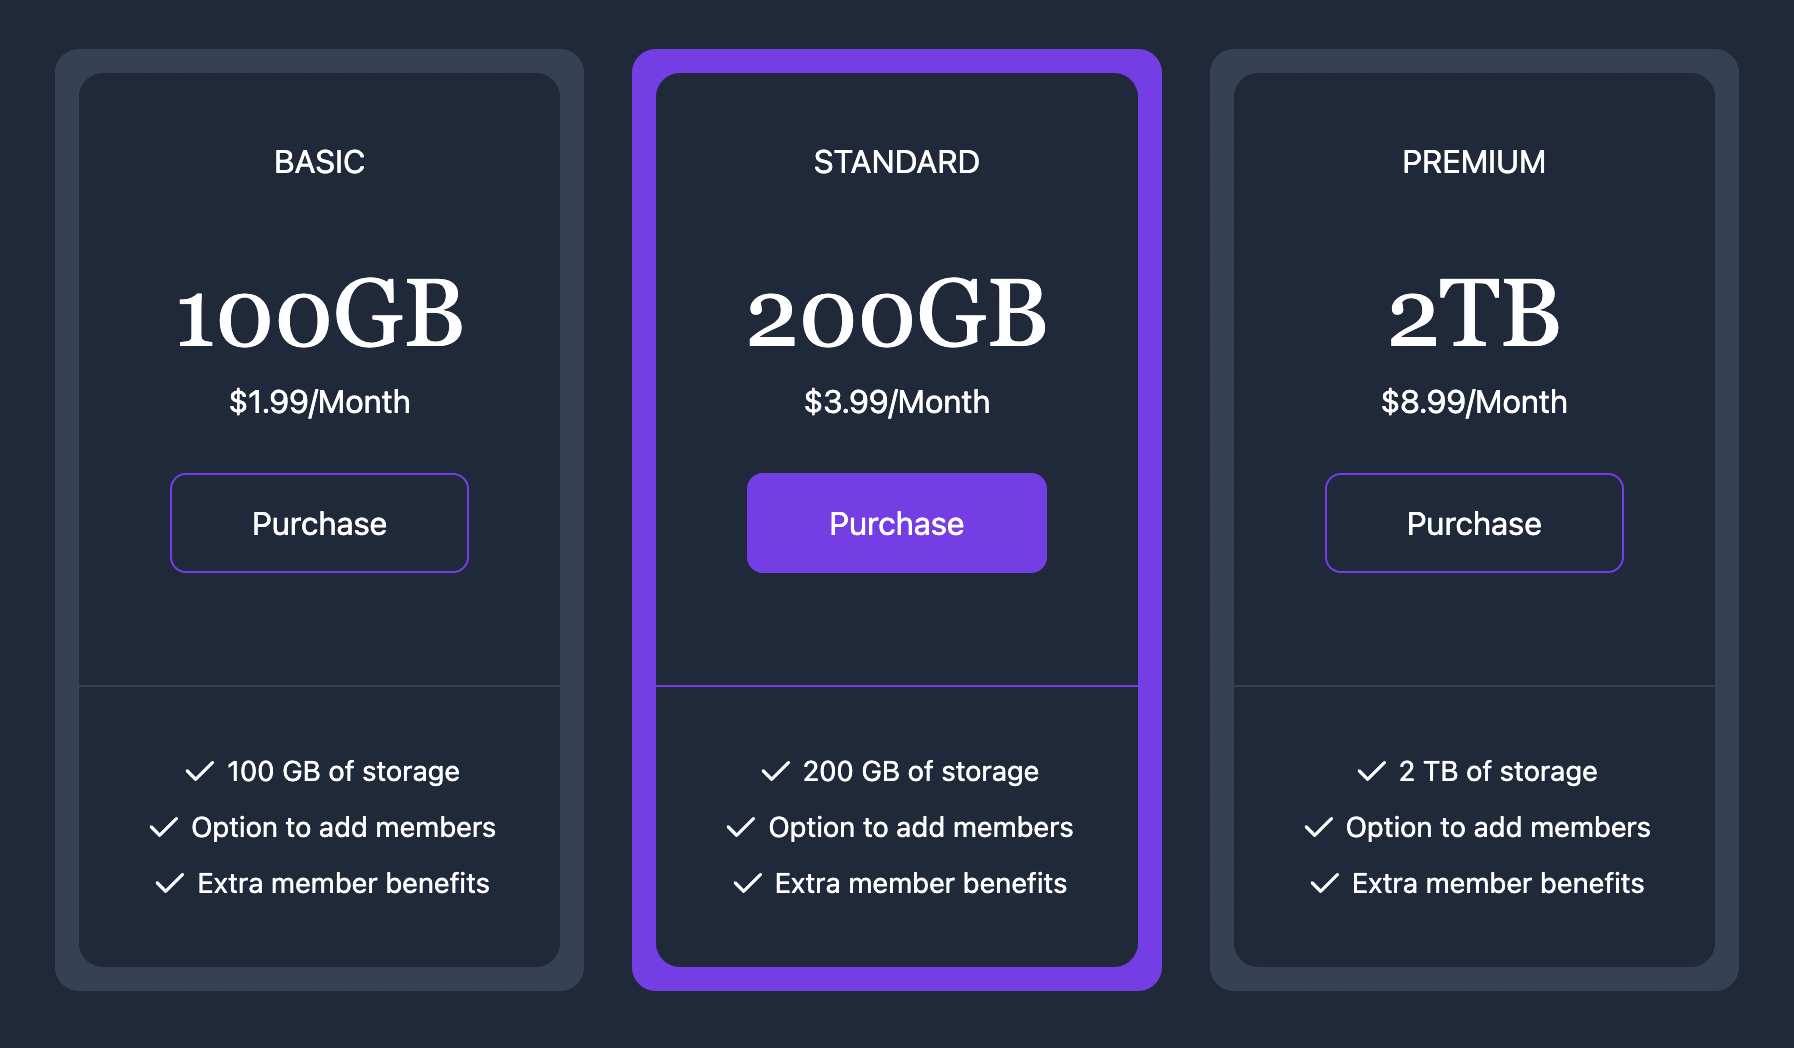 BASIC
100GB
$1.99/Month
Purchase
100 GB of storage
Option to add members
Extra member benefits
STANDARD
200GB
$3.99/Month
Purchase
200 GB of storage
Option to add members
Extra member benefits
PREMIUM
2TB
$8.99/Month
Purchase
2 TB of storage
Option to add members
Extra member benefits